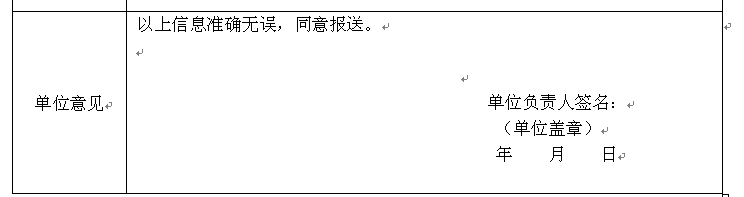 以上信息准确无误，同意报送。
单位意见
单位负责人签名：
（单位盖章）
年 月 日